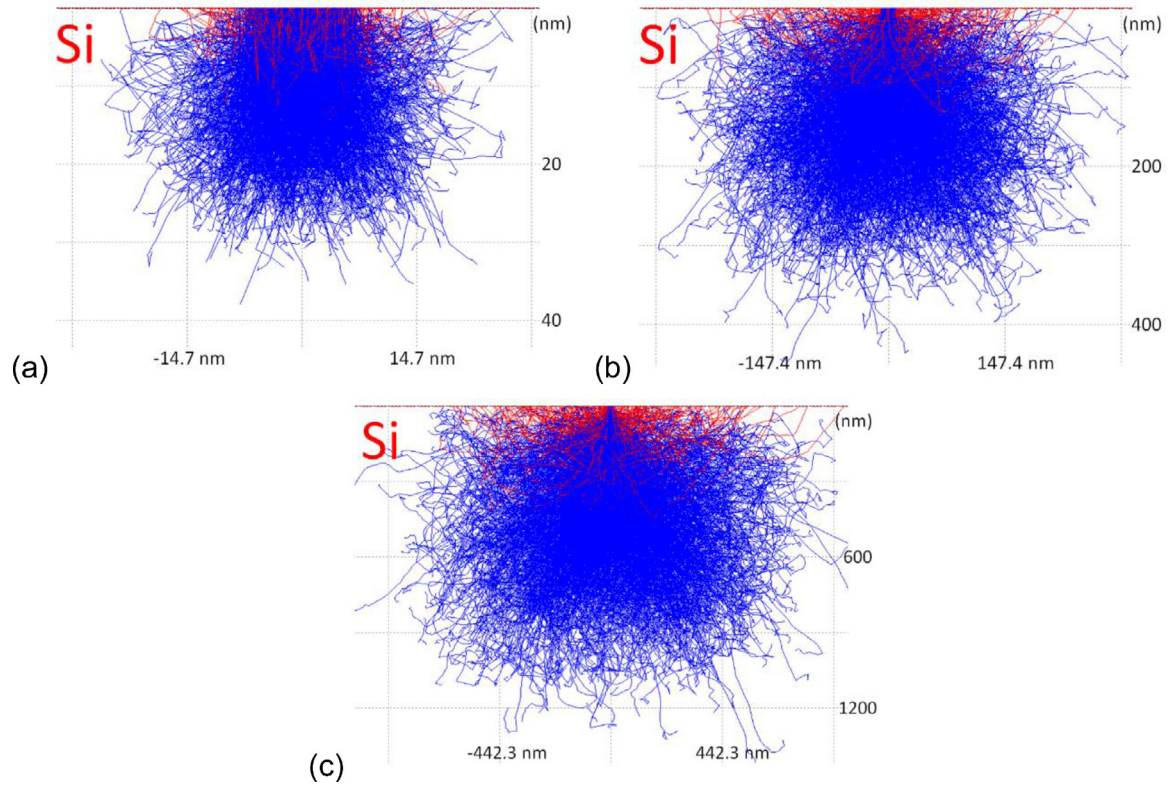 (nm)
Si
20
40
-14.7 nm 14.7 nm
(a)
(nm)
Si
200
400
-147.4 nm 147.4 nm
(b)
(nm)
Si
600
1200
-442.3 nm 442.3 nm
(c)